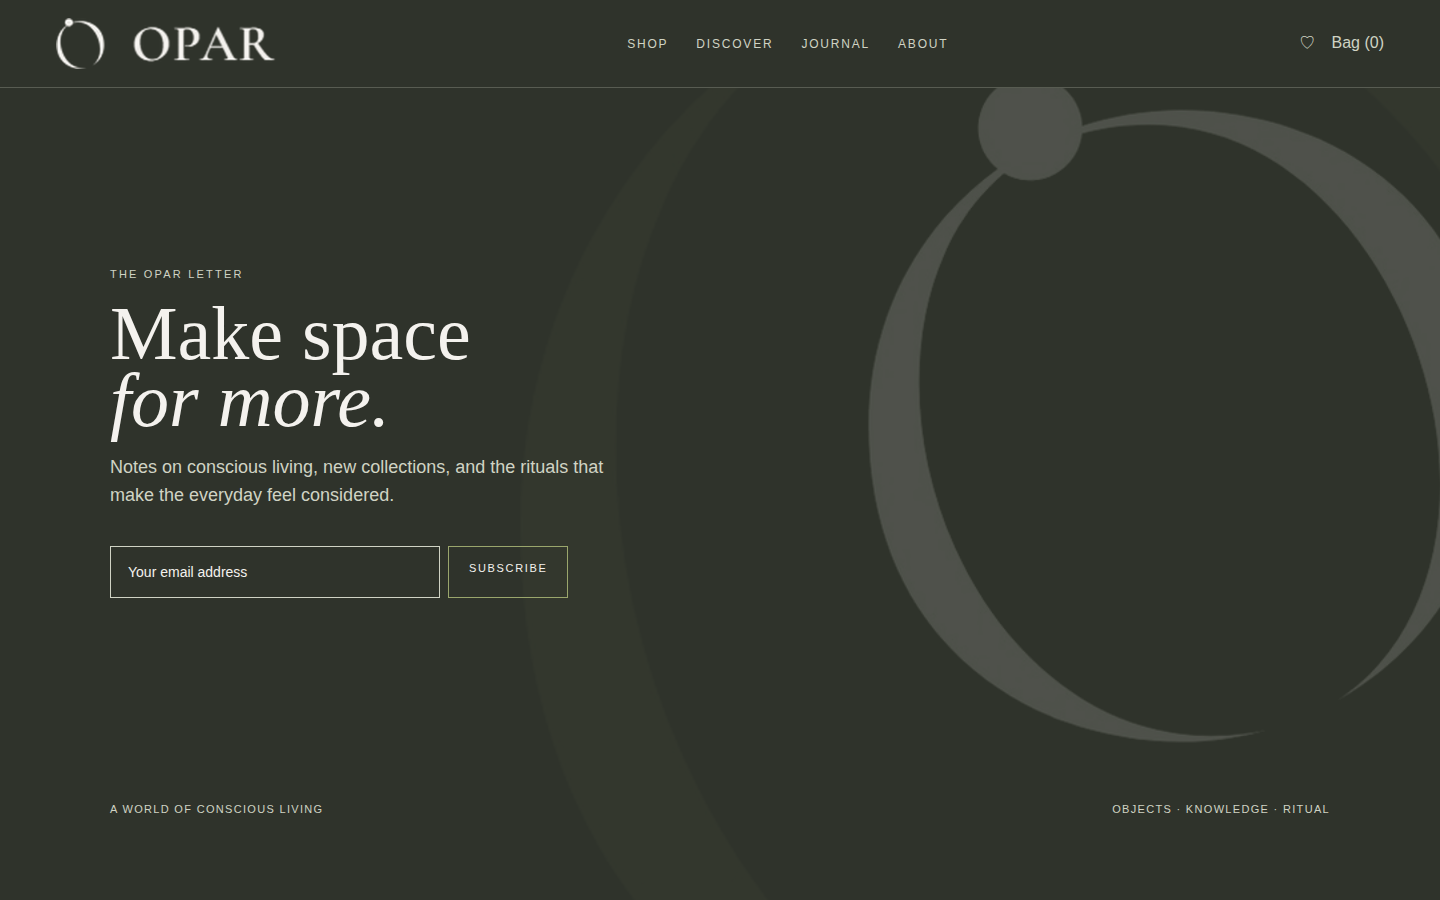 OPAR
SHOP DISCOVER JOURNAL ABOUT
♡ Bag (0)
THE OPAR LETTER
Make space
for more.
Notes on conscious living, new collections, and the rituals that
make the everyday feel considered.
Your email address
SUBSCRIBE
A WORLD OF CONSCIOUS LIVING
OBJECTS · KNOWLEDGE · RITUAL